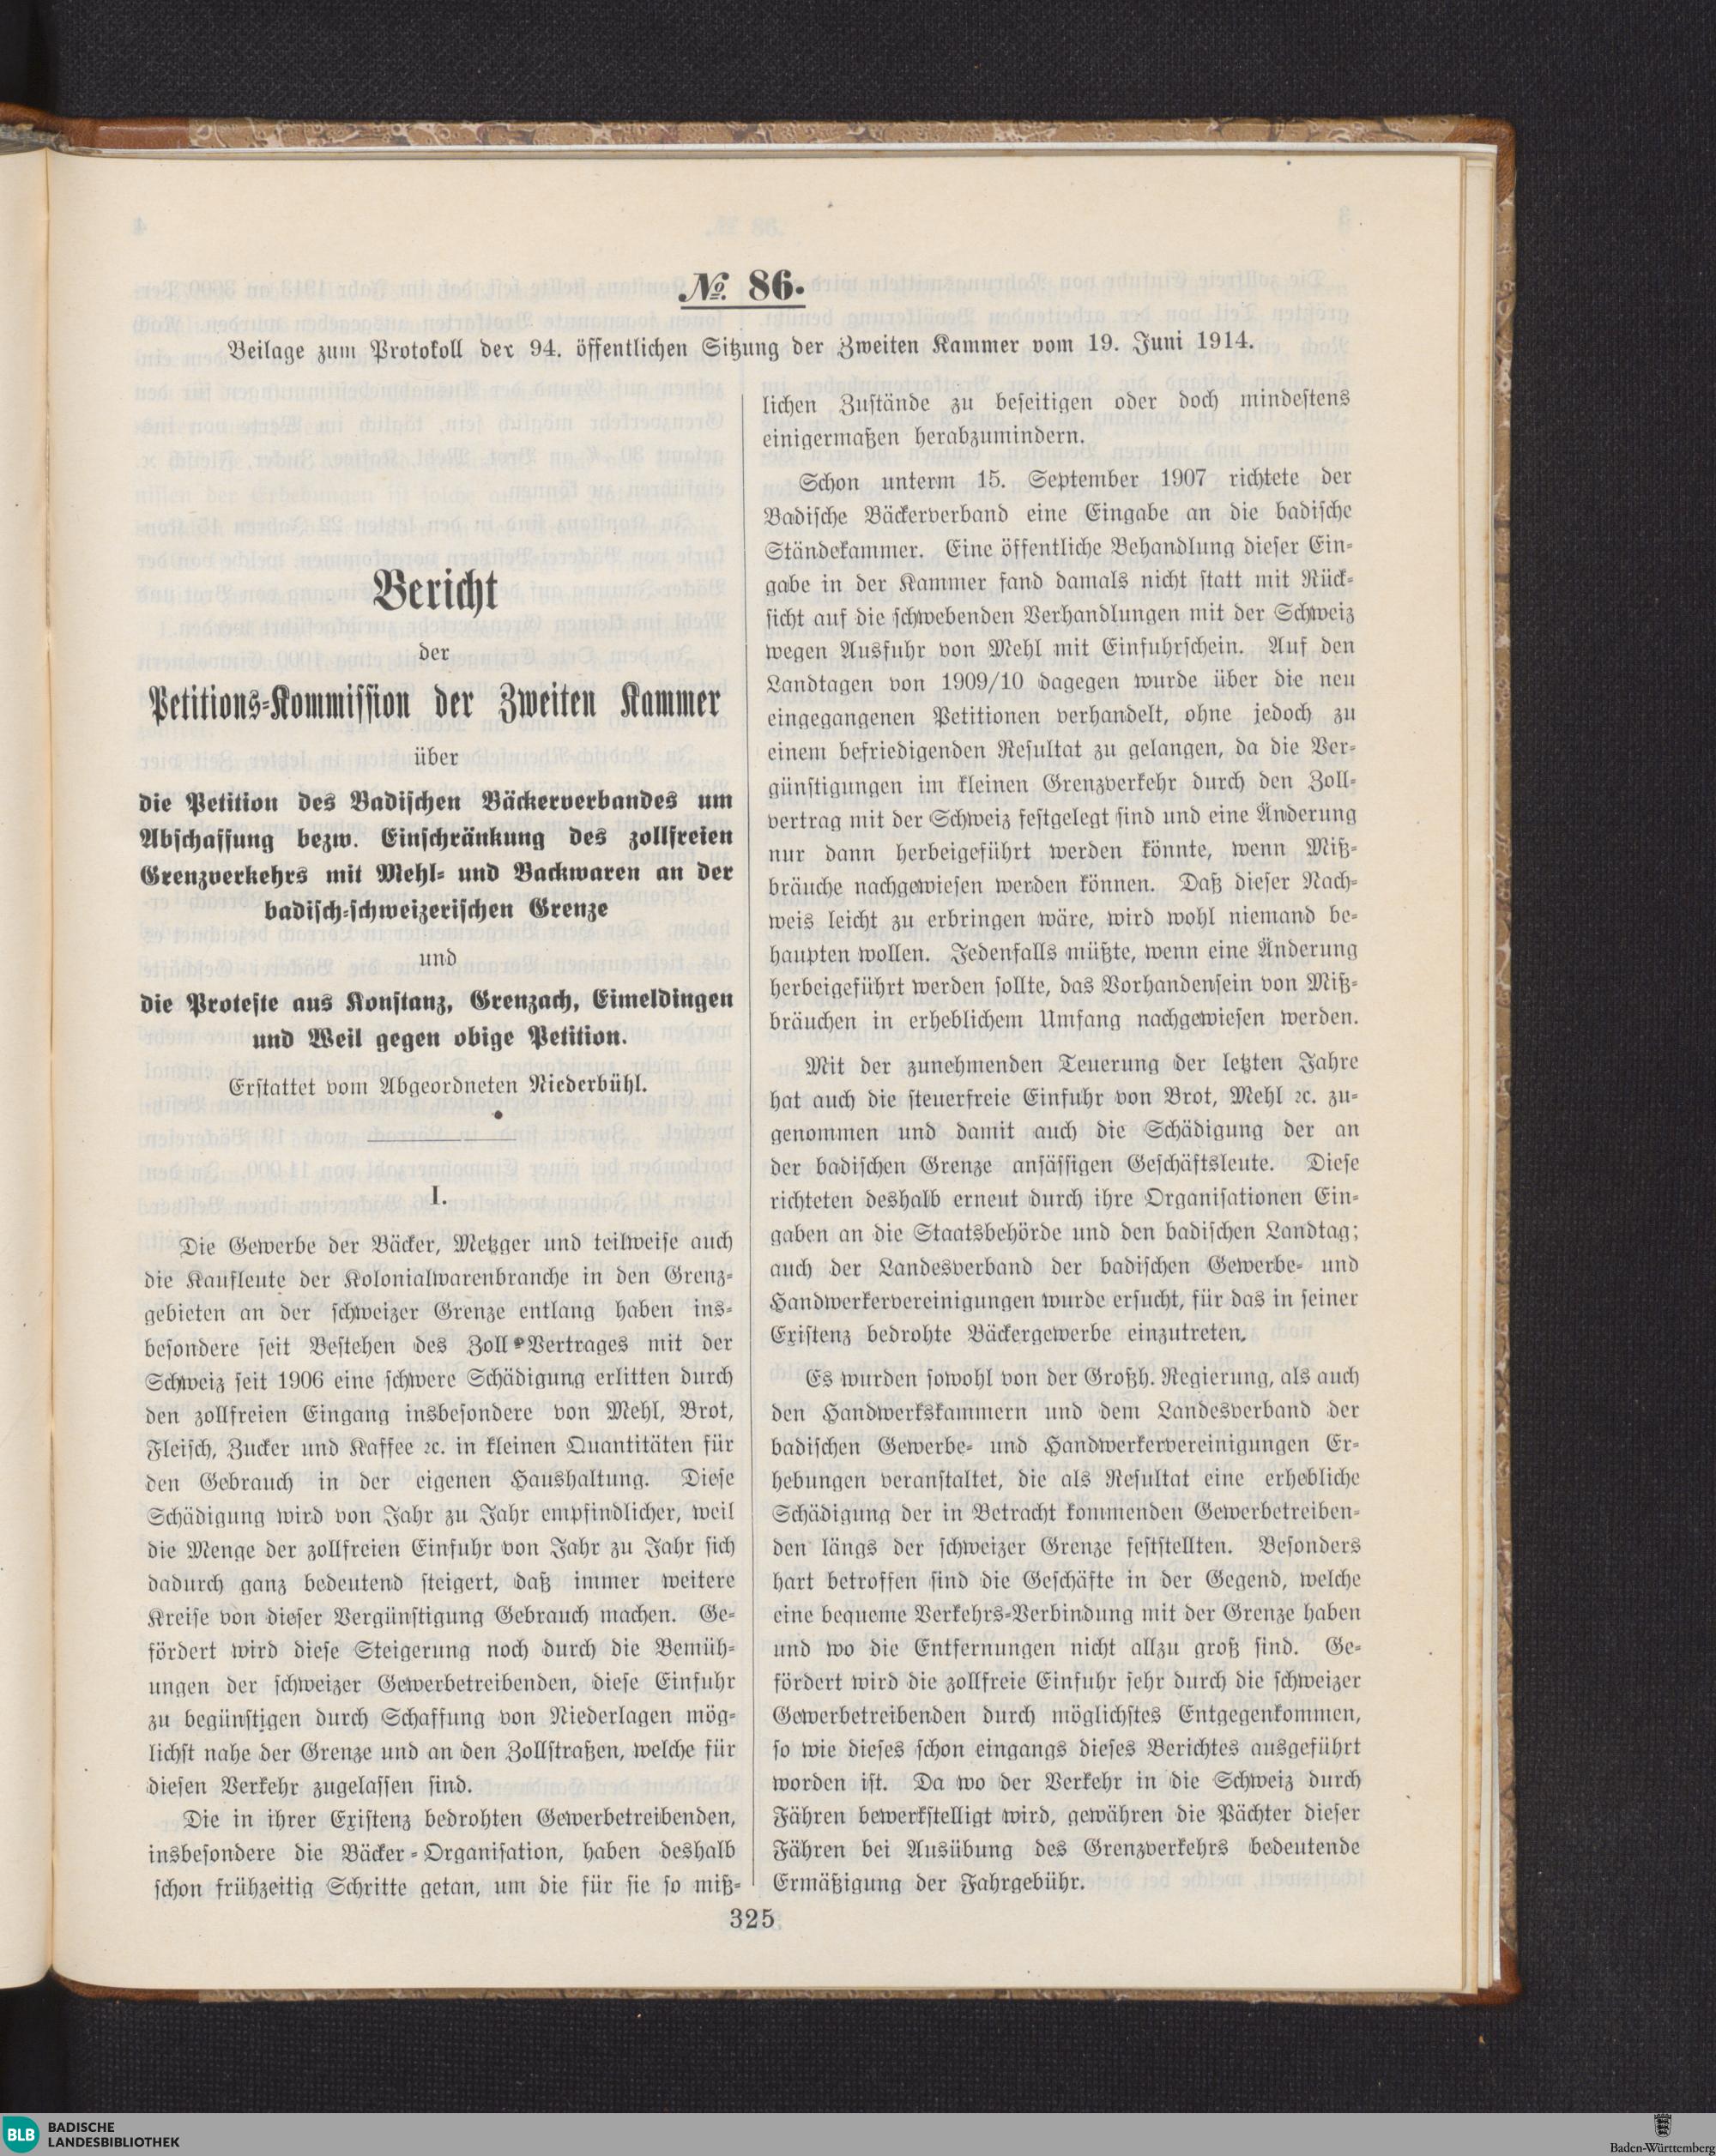 № 86.
Beilage zum Protokoll der 94. öffentlichen Sitzung der Zweiten Kammer vom 19. Juni 1914.
Bericht
der
Petitions-Kommission der Zweiten Kammer
über
die Petition des Badischen Bäckerverbandes um
Abschaffung bezw. Einschränkung des zollfreien
Grenzverkehrs mit Mehl- und Backwaren an der
badisch-schweizerischen Grenze
und
die Proteste aus Konstanz, Grenzach, Eimeldingen
und Weil gegen obige Petition.
Erstattet vom Abgeordneten Niederbühl.
I.
Die Gewerbe der Bäcker, Metzger und teilweise auch
die Kaufleute der Kolonialwarenbranche in den Grenz-
gebieten an der schweizer Grenze entlang haben ins-
besondere seit Bestehen des Zoll-Vertrages mit der
Schweiz seit 1906 eine schwere Schädigung erlitten durch
den zollfreien Eingang insbesondere von Mehl, Brot,
Fleisch, Zucker und Kaffee ꝛc. in kleinen Quantitäten für
den Gebrauch in der eigenen Haushaltung. Diese
Schädigung wird von Jahr zu Jahr empfindlicher, weil
die Menge der zollfreien Einfuhr von Jahr zu Jahr sich
dadurch ganz bedeutend steigert, daß immer weitere
Kreise von dieser Vergünstigung Gebrauch machen. Ge-
fördert wird diese Steigerung noch durch die Bemüh-
ungen der schweizer Gewerbetreibenden, diese Einfuhr
zu begünstigen durch Schaffung von Niederlagen mög-
lichst nahe der Grenze und an den Zollstraßen, welche für
diesen Verkehr zugelassen sind.
Die in ihrer Existenz bedrohten Gewerbetreibenden,
insbesondere die Bäcker-Organisation, haben deshalb
schon frühzeitig Schritte getan, um die für sie so miß-
lichen Zustände zu beseitigen oder doch mindestens
einigermaßen herabzumindern.
Schon unterm 15. September 1907 richtete der
Badische Bäckerverband eine Eingabe an die badische
Ständekammer. Eine öffentliche Behandlung dieser Ein-
gabe in der Kammer fand damals nicht statt mit Rück-
sicht auf die schwebenden Verhandlungen mit der Schweiz
wegen Ausfuhr von Mehl mit Einfuhrschein. Auf den
Landtagen von 1909/10 dagegen wurde über die neu
eingegangenen Petitionen verhandelt, ohne jedoch zu
einem befriedigenden Resultat zu gelangen, da die Ver-
günstigungen im kleinen Grenzverkehr durch den Zoll-
vertrag mit der Schweiz festgelegt sind und eine Änderung
nur dann herbeigeführt werden könnte, wenn Miß-
bräuche nachgewiesen werden können. Daß dieser Nach-
weis leicht zu erbringen wäre, wird wohl niemand be-
haupten wollen. Jedenfalls müßte, wenn eine Änderung
herbeigeführt werden sollte, das Vorhandensein von Miß-
bräuchen in erheblichem Umfang nachgewiesen werden.
Mit der zunehmenden Teuerung der letzten Jahre
hat auch die steuerfreie Einfuhr von Brot, Mehl ꝛc. zu-
genommen und damit auch die Schädigung der an
der badischen Grenze ansässigen Geschäftsleute. Diese
richteten deshalb erneut durch ihre Organisationen Ein-
gaben an die Staatsbehörde und den badischen Landtag;
auch der Landesverband der badischen Gewerbe- und
Handwerkervereinigungen wurde ersucht, für das in seiner
Existenz bedrohte Bäckergewerbe einzutreten.
Es wurden sowohl von der Großh. Regierung, als auch
den Handwerkskammern und dem Landesverband der
badischen Gewerbe- und Handwerkervereinigungen Er-
hebungen veranstaltet, die als Resultat eine erhebliche
Schädigung der in Betracht kommenden Gewerbetreiben-
den längs der schweizer Grenze feststellten. Besonders
hart betroffen sind die Geschäfte in der Gegend, welche
eine bequeme Verkehrs-Verbindung mit der Grenze haben
und wo die Entfernungen nicht allzu groß sind. Ge-
fördert wird die zollfreie Einfuhr sehr durch die schweizer
Gewerbetreibenden durch möglichstes Entgegenkommen,
so wie dieses schon eingangs dieses Berichtes ausgeführt
worden ist. Da wo der Verkehr in die Schweiz durch
Fähren bewerkstelligt wird, gewähren die Pächter dieser
Fähren bei Ausübung des Grenzverkehrs bedeutende
Ermäßigung der Fahrgebühr.
325
BLB BADISCHE
LANDESBIBLIOTHEK
Baden-Württemberg